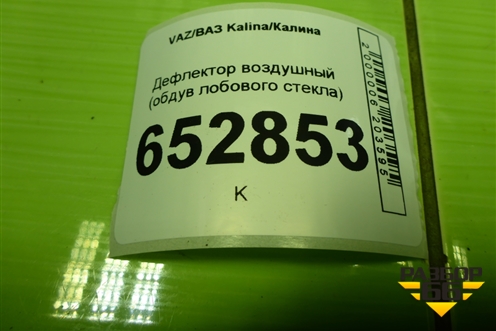 VAZ/ВАЗ Kalina/Калина
Дефлектор воздушный
(обдув лобового стекла)
652853
K
2000006203595
РАЗБОР